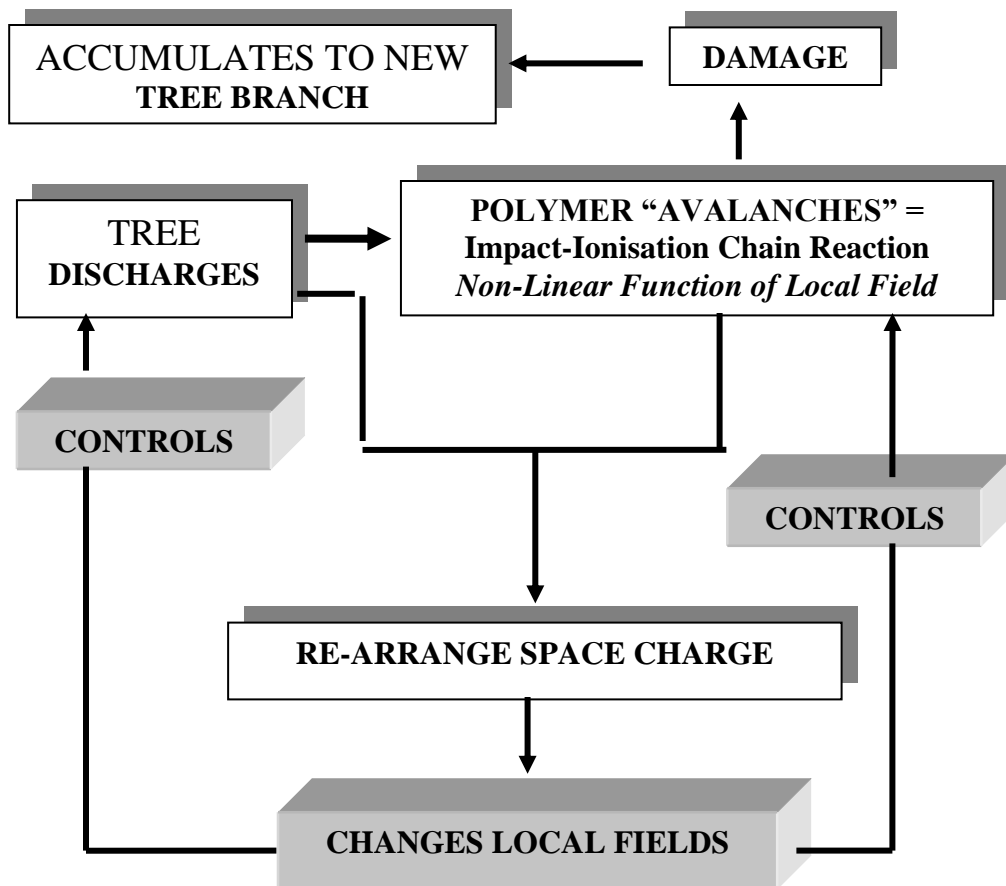 ACCUMULATES TO NEW
TREE BRANCH
DAMAGE
TREE
DISCHARGES
POLYMER “AVALANCHES” =
Impact-Ionisation Chain Reaction
Non-Linear Function of Local Field
CONTROLS
CONTROLS
RE-ARRANGE SPACE CHARGE
CHANGES LOCAL FIELDS